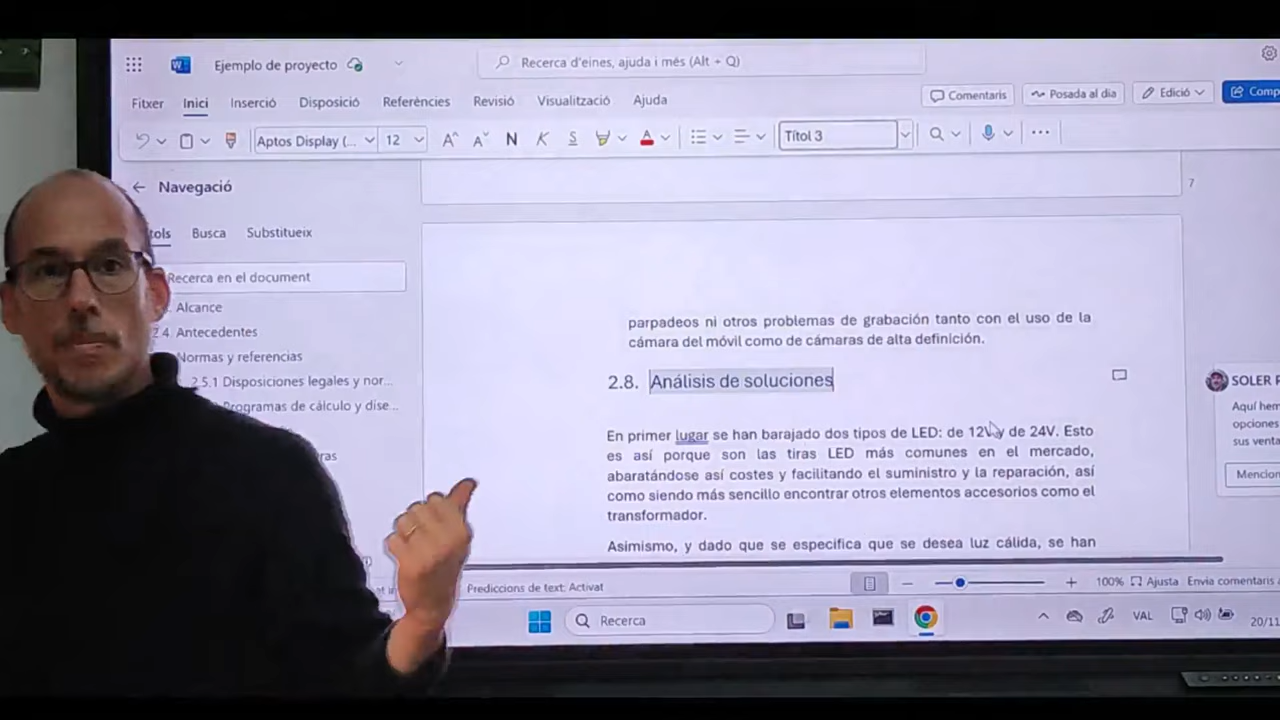 Ejemplo de proyecto
Recerca d'eines, ajuda i més (Alt + Q)
Fitxer Inici Inserció Disposició Referències Revisió Visualització Ajuda
Comentaris Posada al dia Edició Comp
Aptos Display (... 12 N K S A Títol 3
Navegació
7
tols Busca Substitueix
Recerca en el document
Alcance
2.4. Antecedentes
Normas y referencias
2.5.1 Disposiciones legales y nor...
Programas de cálculo y dise...
ras
parpadeos ni otros problemas de grabación tanto con el uso de la
cámara del móvil como de cámaras de alta definición.
2.8. Análisis de soluciones
En primer lugar se han barajado dos tipos de LED: de 12V y de 24V. Esto
es así porque son las tiras LED más comunes en el mercado,
abaratándose así costes y facilitando el suministro y la reparación, así
como siendo más sencillo encontrar otros elementos accesorios como el
transformador.
Asimismo, y dado que se especifica que se desea luz cálida, se han
SOLER
Aquí hem
opciones
sus venta
Mencion
Prediccions de text: Activat
100% Ajusta Envia comentaris a
Recerca
VAL
20/11